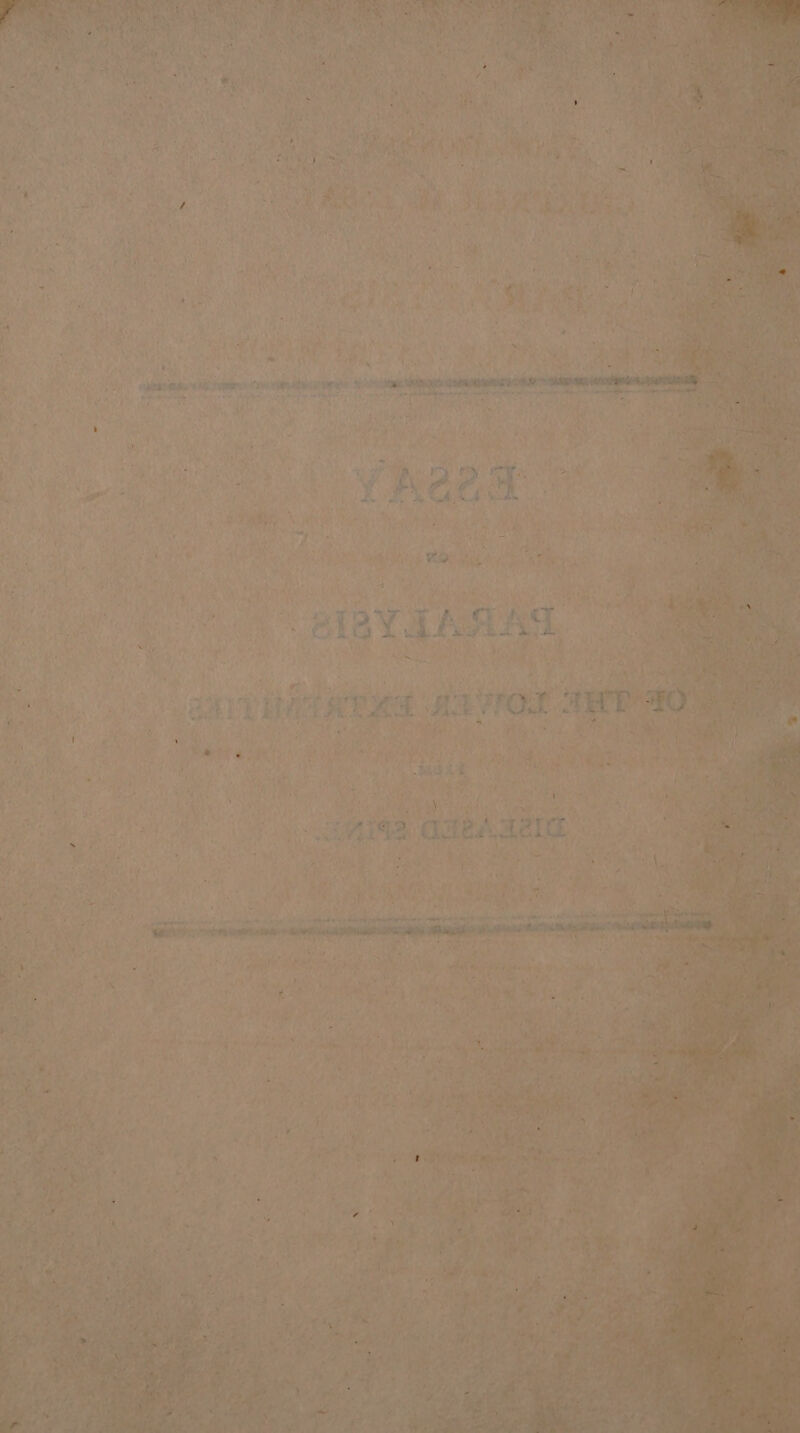 ESSAY
ON
PARALYSIS
OF THE LOWER EXTREMITIES
FROM
DISEASED SPINE.